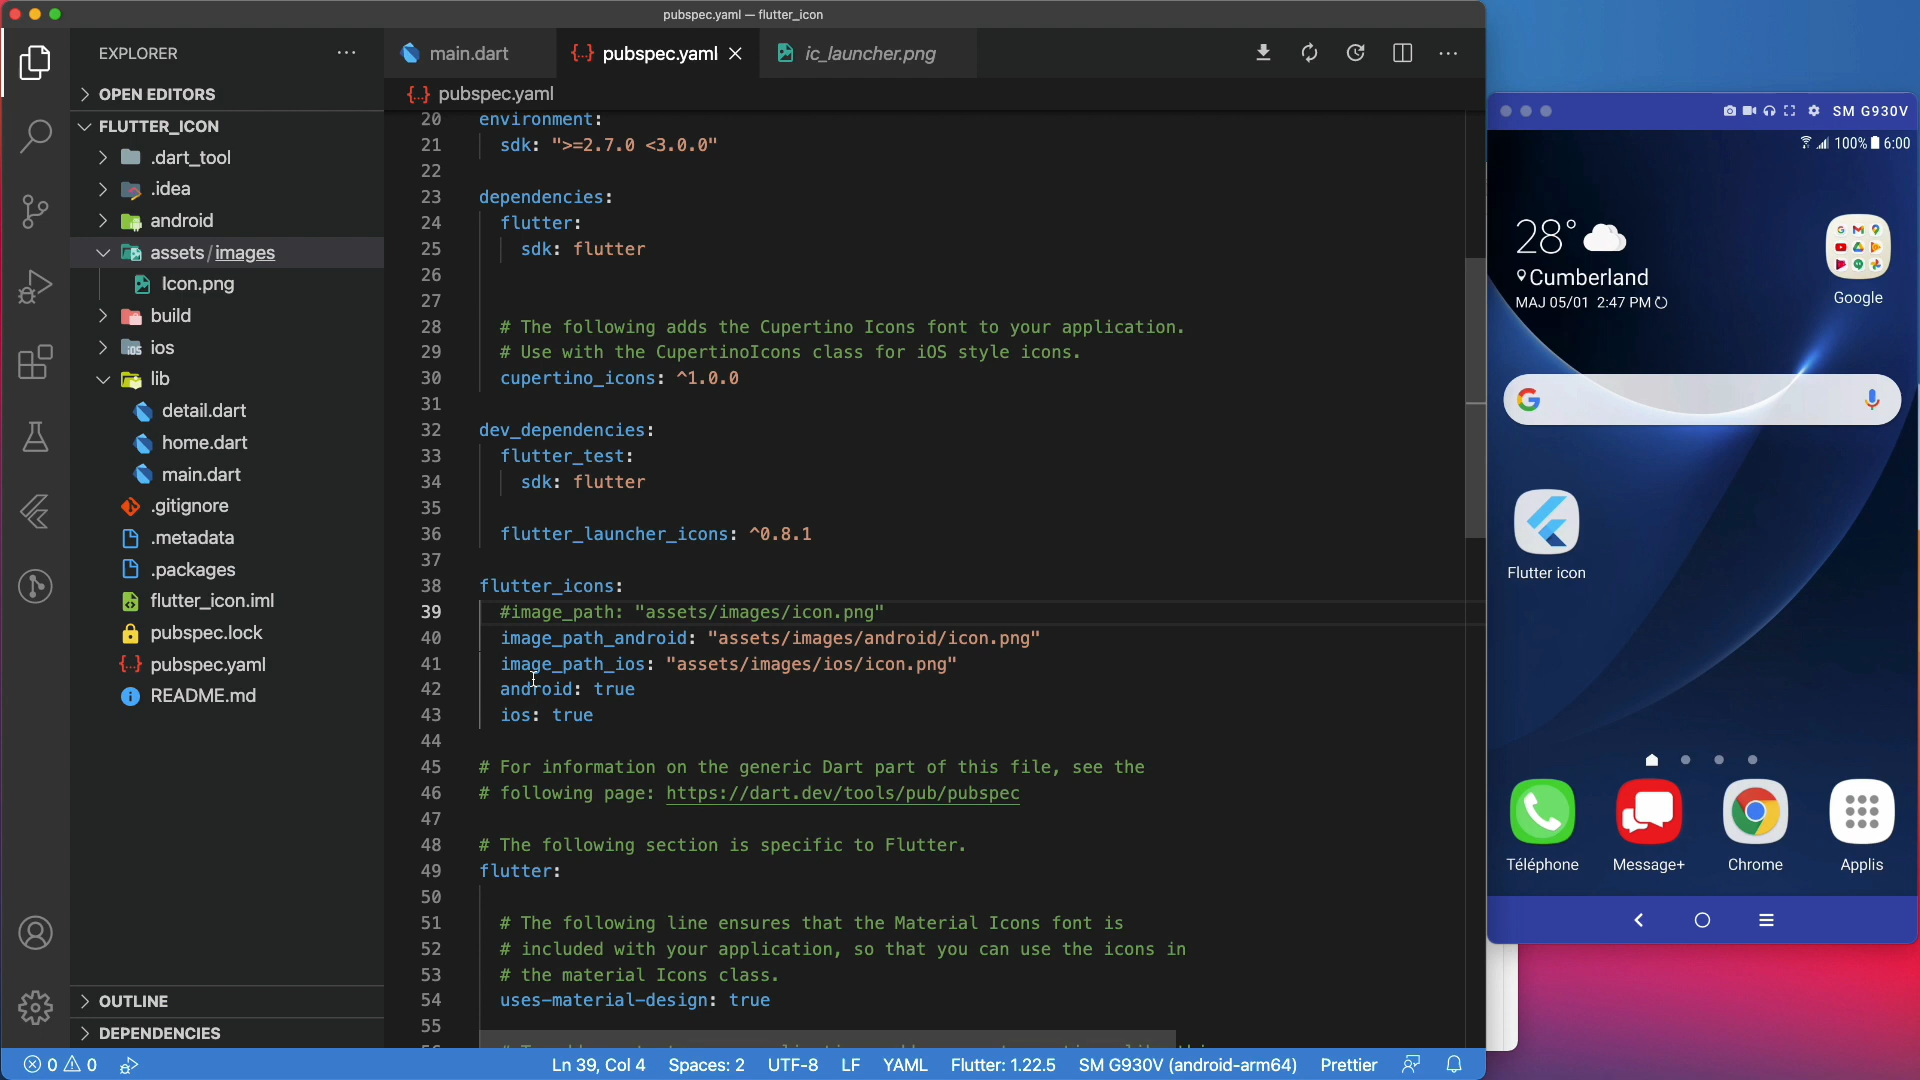 pubspec.yaml — flutter_icon
EXPLORER
OPEN EDITORS
FLUTTER_ICON
.dart_tool
.idea
android
assets/images
Icon.png
build
ios
lib
detail.dart
home.dart
main.dart
.gitignore
.metadata
.packages
flutter_icon.iml
pubspec.lock
pubspec.yaml
README.md
OUTLINE
DEPENDENCIES
main.dart
pubspec.yaml
ic_launcher.png
pubspec.yaml
20 environment:
21 sdk: ">=2.7.0 <3.0.0"
22
23 dependencies:
24 flutter:
25 sdk: flutter
26
27
28 # The following adds the Cupertino Icons font to your application.
29 # Use with the CupertinoIcons class for iOS style icons.
30 cupertino_icons: ^1.0.0
31
32 dev_dependencies:
33 flutter_test:
34 sdk: flutter
35
36 flutter_launcher_icons: ^0.8.1
37
38 flutter_icons:
39 #image_path: "assets/images/icon.png"
40 image_path_android: "assets/images/android/icon.png"
41 image_path_ios: "assets/images/ios/icon.png"
42 android: true
43 ios: true
44
45 # For information on the generic Dart part of this file, see the
46 # following page: https://dart.dev/tools/pub/pubspec
47
48 # The following section is specific to Flutter.
49 flutter:
50
51 # The following line ensures that the Material Icons font is
52 # included with your application, so that you can use the icons in
53 # the material Icons class.
54 uses-material-design: true
55
0 0
Ln 39, Col 4
Spaces: 2
UTF-8
LF
YAML
Flutter: 1.22.5
SM G930V (android-arm64)
Prettier
SM G930V
100% 6:00
28°
Cumberland
MAJ 05/01 2:47 PM
Google
Flutter icon
Téléphone
Message+
Chrome
Applis